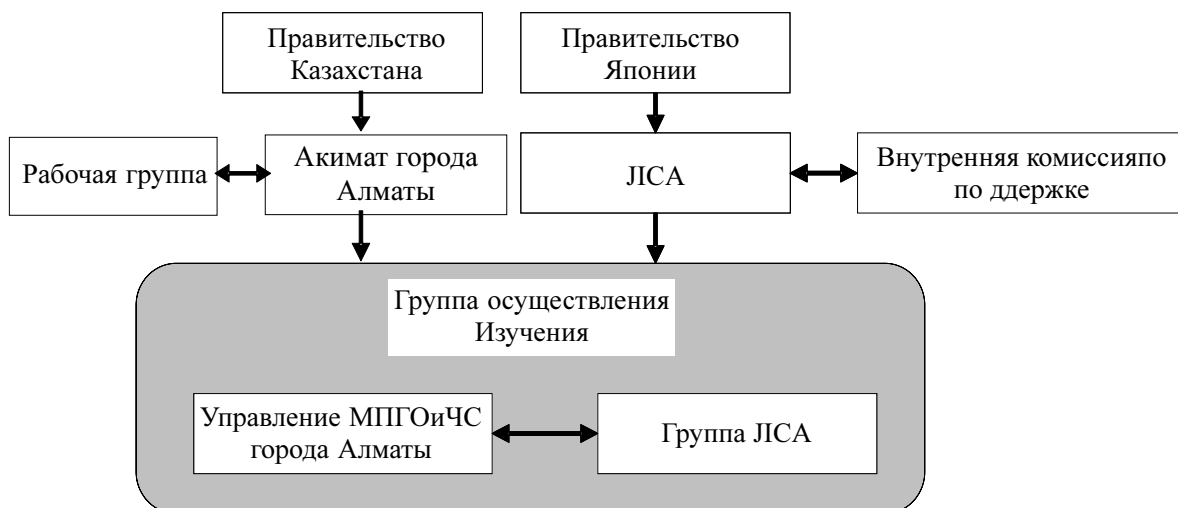 Правительство
Казахстана
Правительство
Японии
Рабочая группа
Акимат города
Алматы
JICA
Внутренняя комиссияпо
по ддержке
Группа осуществления
Изучения
Управление МПГОиЧС
города Алматы
Группа JICA